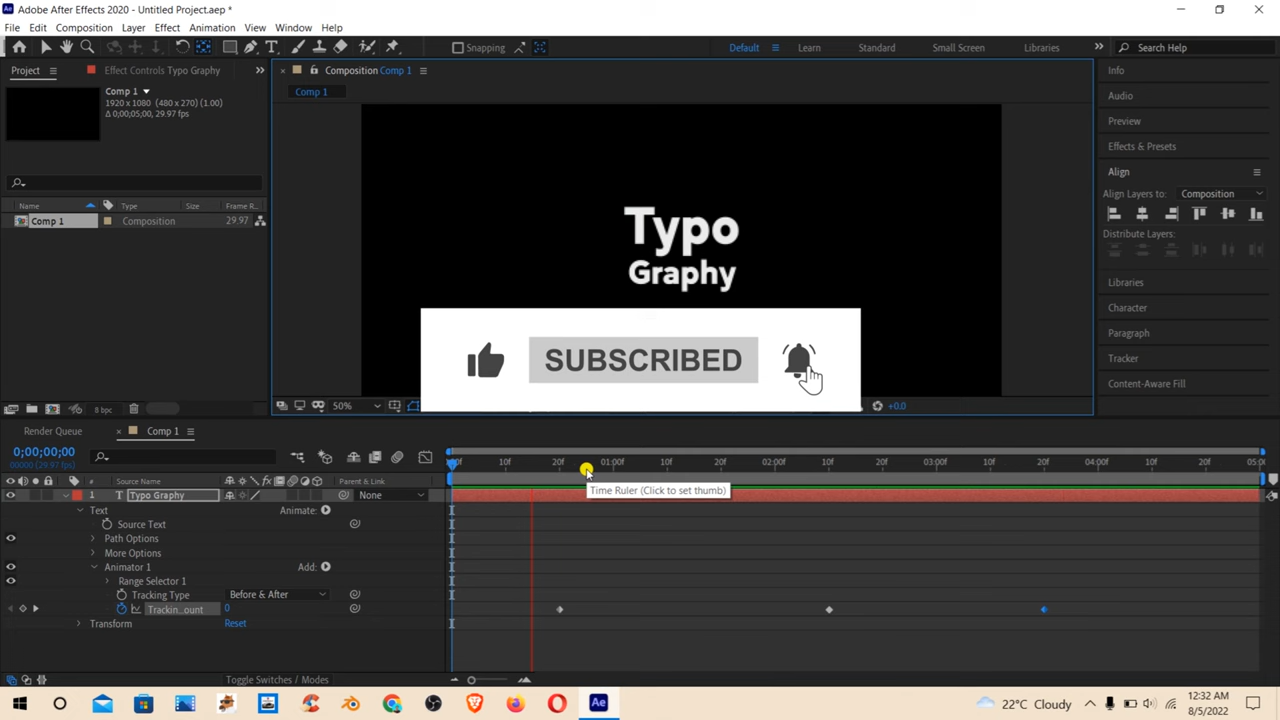 Adobe After Effects 2020 - Untitled Project.aep *
File Edit Composition Layer Effect Animation View Window Help
Snapping
Default Learn Standard Small Screen Libraries Search Help
Project Effect Controls Typo Graphy
Composition Comp 1
Comp 1
Comp 1
1920 x 1080 (480 x 270) (1.00)
Δ 0;00;05;00, 29.97 fps
Name Type Size Frame R...
Comp 1 Composition 29.97
8 bpc
Typo
Graphy
SUBSCRIBED
50%
+0.0
Info
Audio
Preview
Effects & Presets
Align
Align Layers to: Composition
Distribute Layers:
Libraries
Character
Paragraph
Tracker
Content-Aware Fill
Render Queue Comp 1
0;00;00;00
00000 (29.97 fps)
# Source Name Parent & Link
10f 20f 01:00f 10f 20f 02:00f 10f 20f 03:00f 10f 20f 04:00f 10f 20f 05:0
1 T Typo Graphy None
Time Ruler (Click to set thumb)
Text Animate:
Source Text
Path Options
More Options
Animator 1 Add:
Range Selector 1
Tracking Type Before & After
Trackin...ount 0
Transform Reset
Toggle Switches / Modes
22°C Cloudy
12:32 AM
8/5/2022